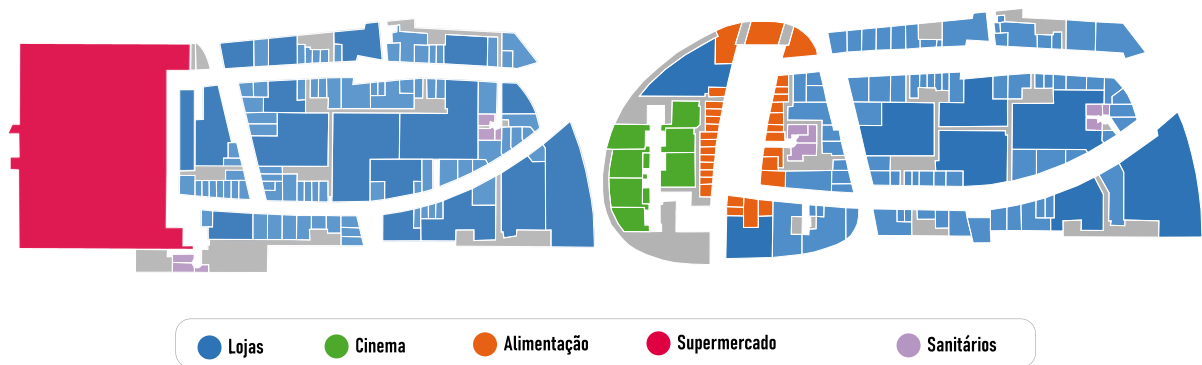 Lojas
Cinema
Alimentação
Supermercado
Sanitários